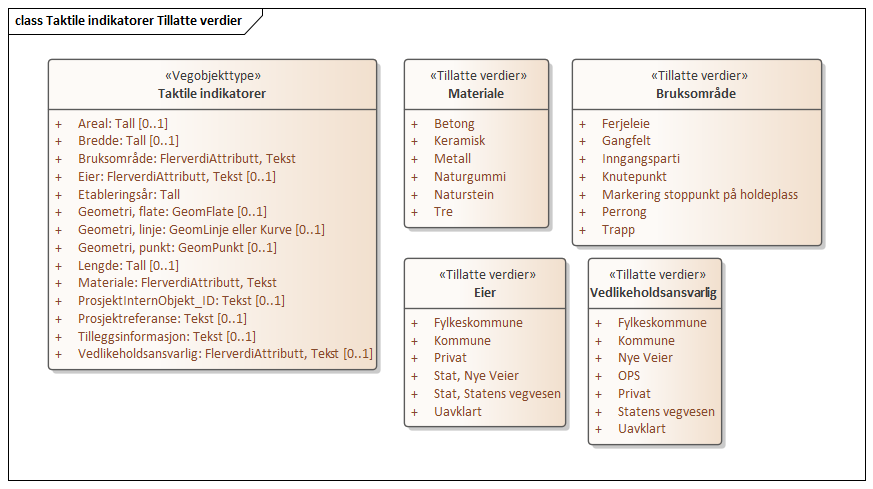 class Taktile indikatorer Tillatte verdier
«Vegobjekttype»
Taktile indikatorer
+ Areal: Tall [0..1]
+ Bredde: Tall [0..1]
+ Bruksområde: FlerverdiAttributt, Tekst
+ Eier: FlerverdiAttributt, Tekst [0..1]
+ Etableringsår: Tall
+ Geometri, flate: GeomFlate [0..1]
+ Geometri, linje: GeomLinje eller Kurve [0..1]
+ Geometri, punkt: GeomPunkt [0..1]
+ Lengde: Tall [0..1]
+ Materiale: FlerverdiAttributt, Tekst
+ ProsjektInternObjekt_ID: Tekst [0..1]
+ Prosjektreferanse: Tekst [0..1]
+ Tilleggsinformasjon: Tekst [0..1]
+ Vedlikeholdsansvarlig: FlerverdiAttributt, Tekst [0..1]
«Tillatte verdier»
Materiale
+ Betong
+ Keramisk
+ Metall
+ Naturgummi
+ Naturstein
+ Tre
«Tillatte verdier»
Bruksområde
+ Ferjeleie
+ Gangfelt
+ Inngangsparti
+ Knutepunkt
+ Markering stoppunkt på holdeplass
+ Perrong
+ Trapp
«Tillatte verdier»
Eier
+ Fylkeskommune
+ Kommune
+ Privat
+ Stat, Nye Veier
+ Stat, Statens vegvesen
+ Uavklart
«Tillatte verdier»
Vedlikeholdsansvarlig
+ Fylkeskommune
+ Kommune
+ Nye Veier
+ OPS
+ Privat
+ Statens vegvesen
+ Uavklart